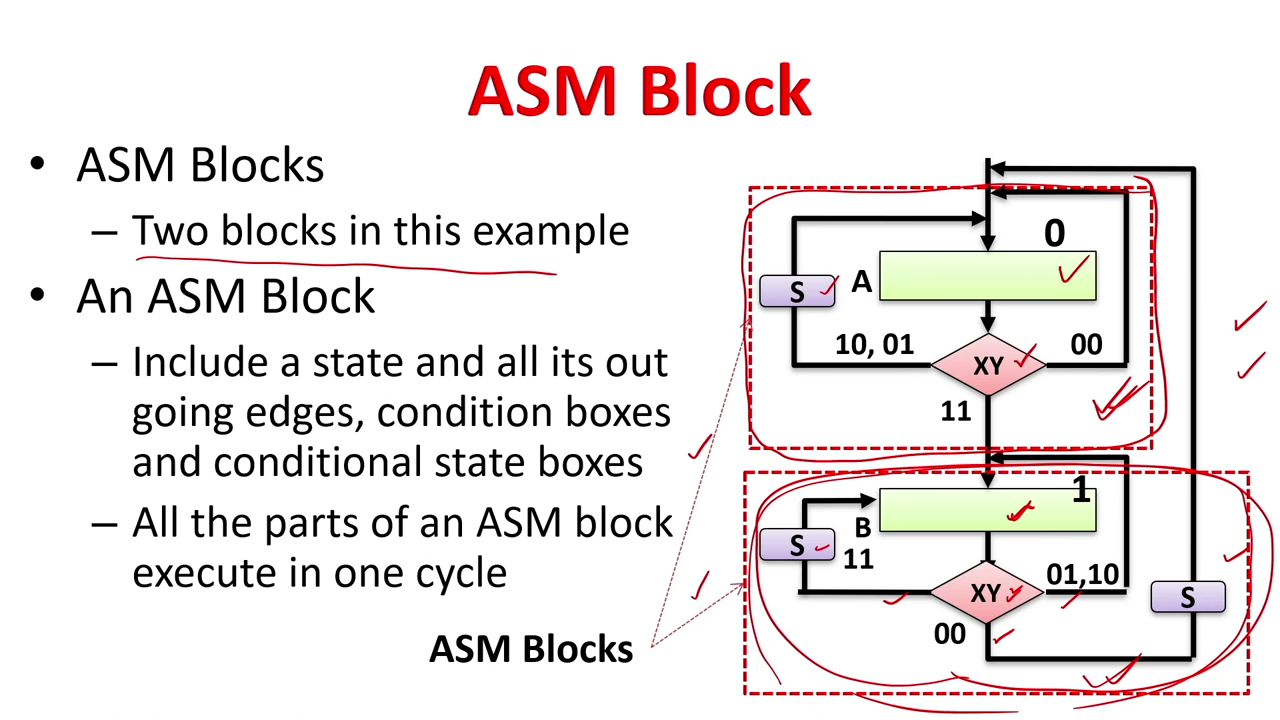 ASM Block
• ASM Blocks
– Two blocks in this example
• An ASM Block
– Include a state and all its out
going edges, condition boxes
and conditional state boxes
– All the parts of an ASM block
execute in one cycle
ASM Blocks
0
S
A
10, 01
XY
00
11
1
B
S
11
XY
01,10
00
S